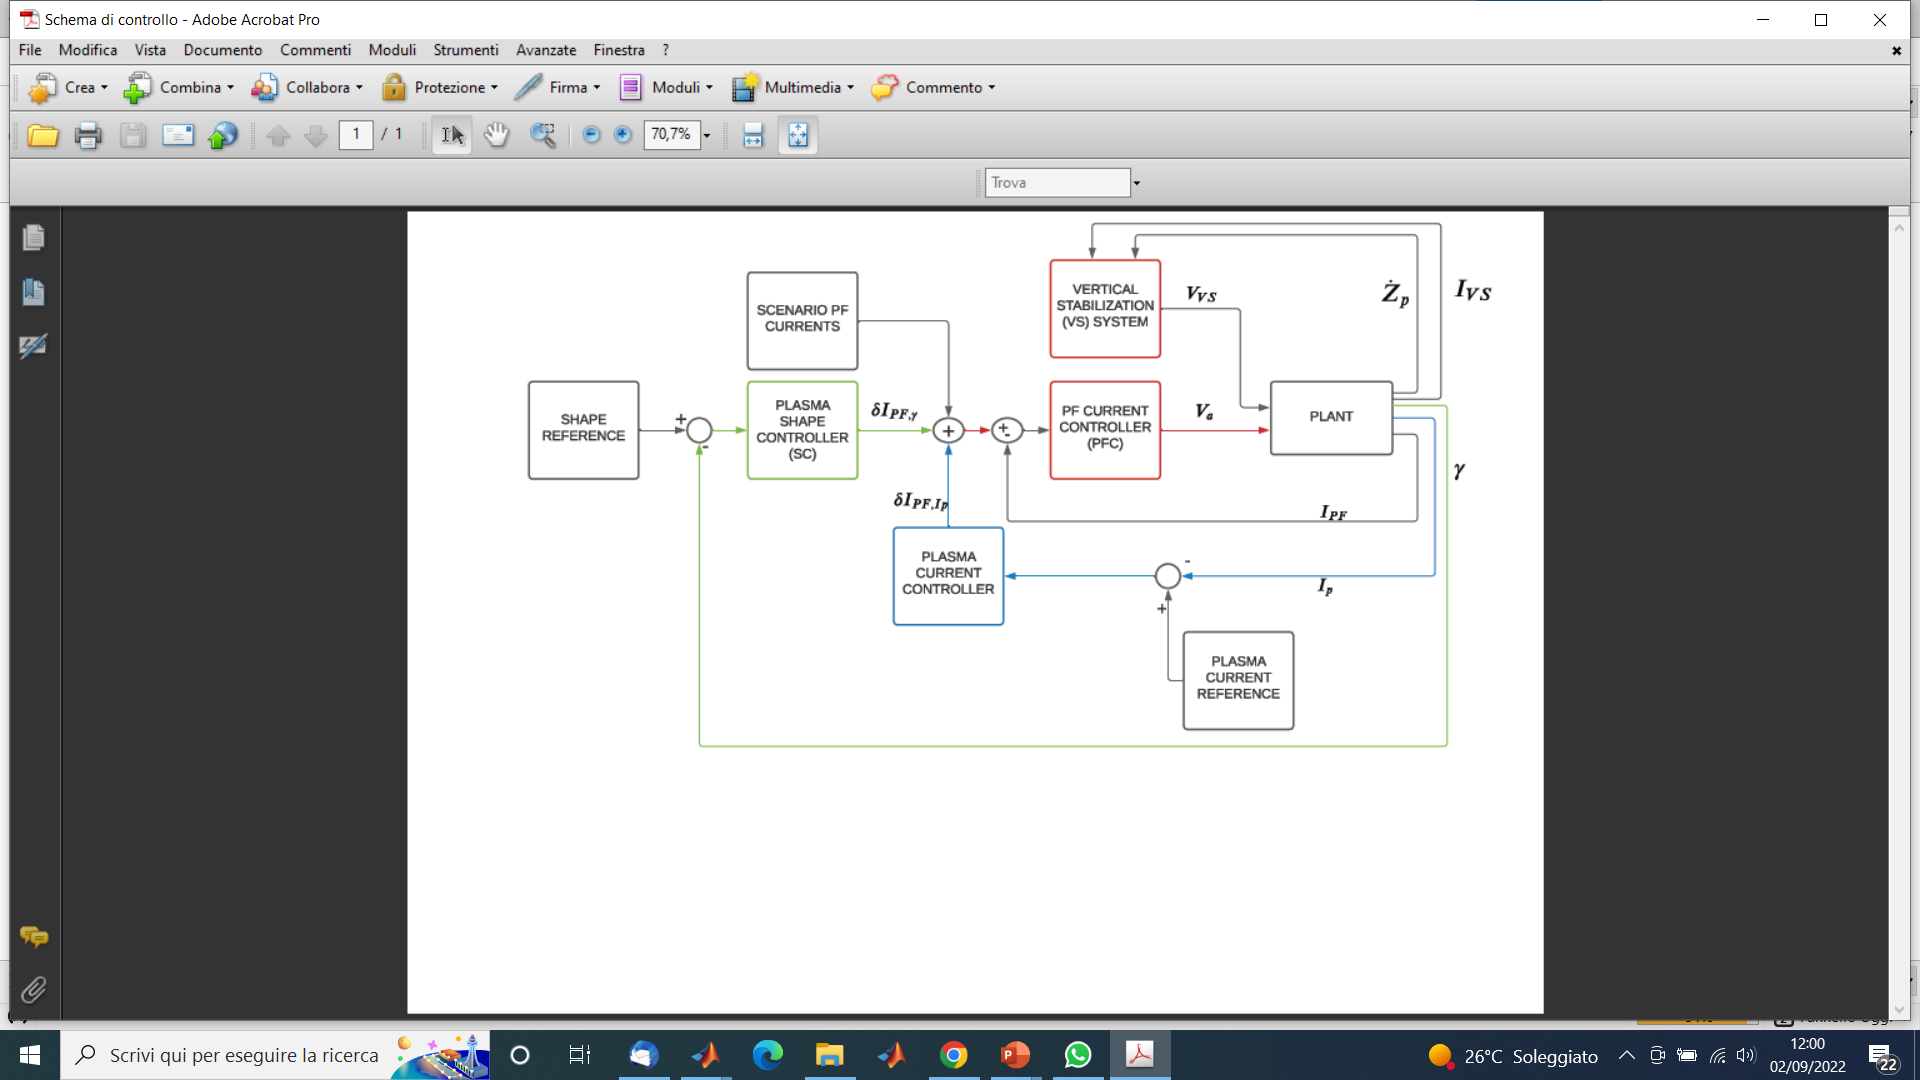 Schema di controllo - Adobe Acrobat Pro
File Modifica Vista Documento Commenti Moduli Strumenti Avanzate Finestra ?
Crea Combina Collabora Protezione Firma Moduli Multimedia Commento
1 / 1 70,7%
Trova
SCENARIO PF
CURRENTS
VERTICAL
STABILIZATION
(VS) SYSTEM
V_VS
Ż_p
I_VS
SHAPE
REFERENCE
+
-
PLASMA
SHAPE
CONTROLLER
(SC)
δI_PF,γ
+
+
-
PF CURRENT
CONTROLLER
(PFC)
V_a
PLANT
γ
δI_PF,Ip
I_PF
PLASMA
CURRENT
CONTROLLER
-
+
I_p
PLASMA
CURRENT
REFERENCE
Scrivi qui per eseguire la ricerca
26°C Soleggiato
12:00
02/09/2022
22